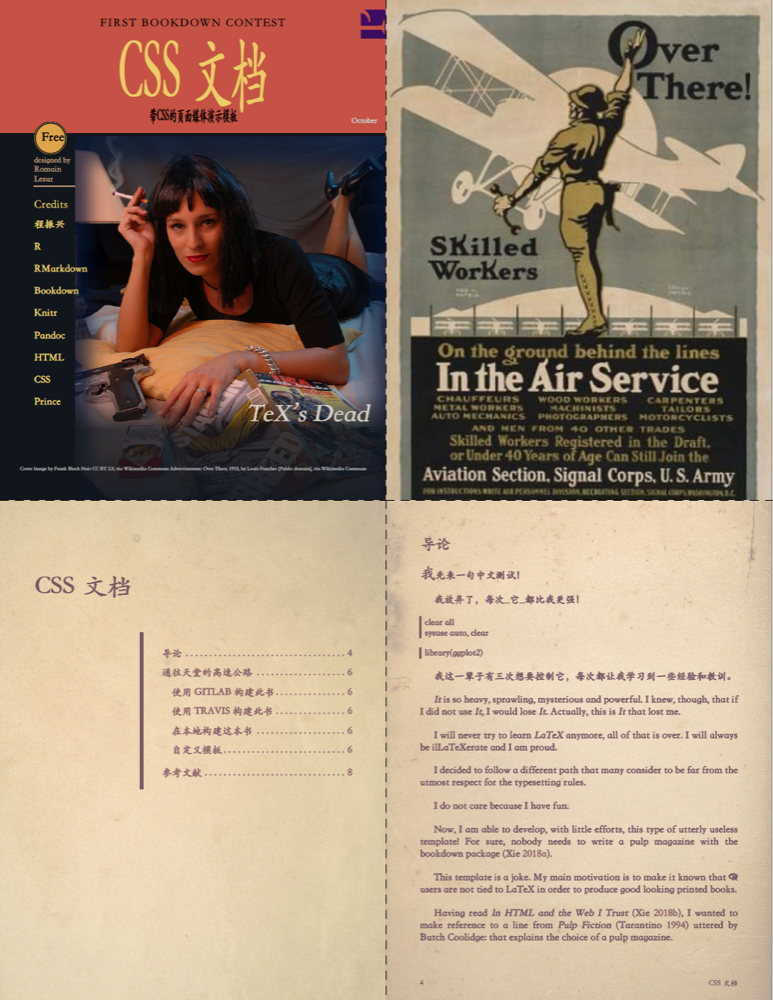 FIRST BOOKDOWN CONTEST
CSS 文档
带CSS的页面媒体演示模板
October
Free
designed by
Romain
Lesur
Credits
程振兴
R
RMarkdown
Bookdown
Knitr
Pandoc
HTML
CSS
Prince
TeX's Dead
Cover Image by Frank Black Noir CC BY 2.0, via Wikimedia Commons Advertisement: Over There, 1918, by Louis Fancher [Public domain], via Wikimedia Commons
Over
There!
Skilled
Workers
On the ground behind the lines
In the Air Service
CHAUFFEURS WOOD WORKERS CARPENTERS
METAL WORKERS MACHINISTS TAILORS
AUTO MECHANICS PHOTOGRAPHERS MOTORCYCLISTS
AND MEN FROM 40 OTHER TRADES
Skilled Workers Registered in the Draft,
or Under 40 Years of Age Can Still Join the
Aviation Section, Signal Corps, U.S. Army
FOR INSTRUCTIONS WRITE AIR PERSONNEL DIVISION, RECRUITING SECTION, SIGNAL CORPS, WASHINGTON, D.C.
CSS 文档
导论 4
通往天堂的高速公路 6
使用 GITLAB 构建此书 6
使用 TRAVIS 构建此书 6
在本地构建这本书 6
自定义模板 6
参考文献 8
导论
我先来一句中文测试！
我放弃了，每次_它_都比我更强！
clear all
sysuse auto, clear
library(ggplot2)
我这一辈子有三次想要控制它，每次都让我学习到一些经验和教训。
It is so heavy, sprawling, mysterious and powerful. I knew, though, that if
I did not use It, I would lose It. Actually, this is It that lost me.
I will never try to learn LaTeX anymore, all of that is over. I will always
be ilLaTeXerate and I am proud.
I decided to follow a different path that many consider to be far from the
utmost respect for the typesetting rules.
I do not care because I have fun.
Now, I am able to develop, with little efforts, this type of utterly useless
template! For sure, nobody needs to write a pulp magazine with the
bookdown package (Xie 2018a).
This template is a joke. My main motivation is to make it known that R
users are not tied to LaTeX in order to produce good looking printed books.
Having read In HTML and the Web I Trust (Xie 2018b), I wanted to
make reference to a line from Pulp Fiction (Tarantino 1994) uttered by
Butch Coolidge: that explains the choice of a pulp magazine.
4 CSS 文档